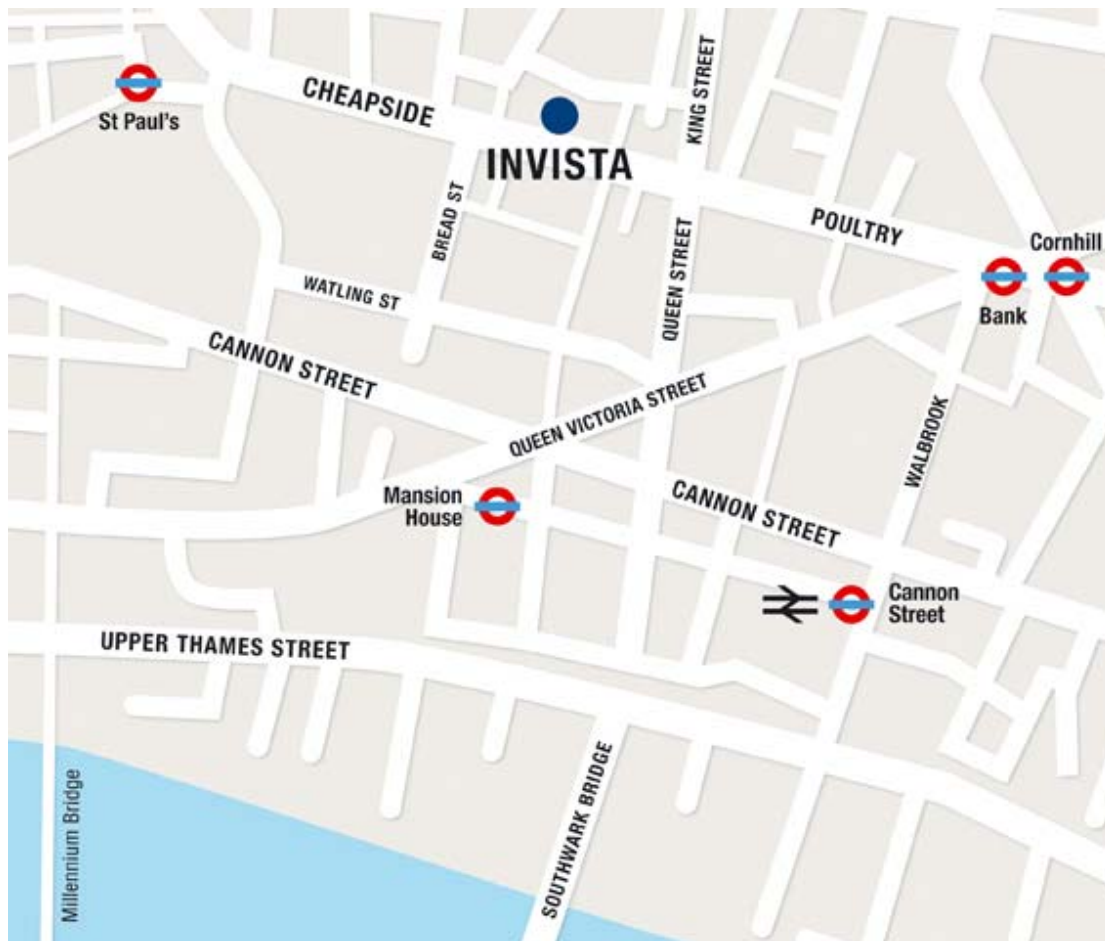 St Paul's
CHEAPSIDE
INVISTA
KING STREET
BREAD ST
POULTRY
Cornhill
Bank
QUEEN STREET
WATLING ST
CANNON STREET
QUEEN VICTORIA STREET
WALBROOK
Mansion
House
CANNON STREET
Cannon
Street
UPPER THAMES STREET
SOUTHWARK BRIDGE
Millennium Bridge